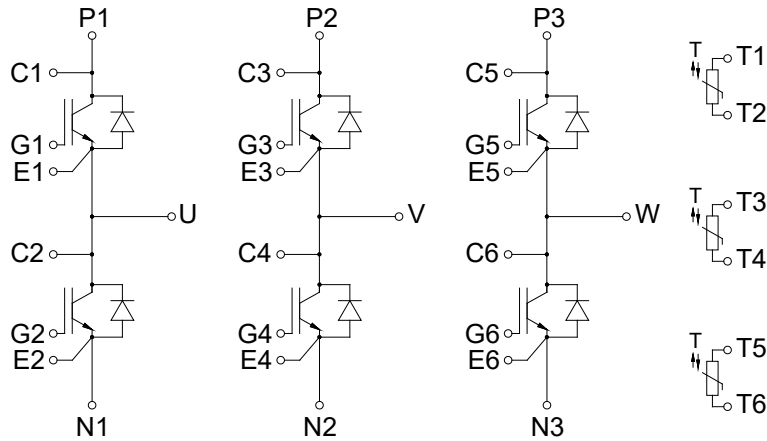 P1 P2 P3
C1 C3 C5 T T1
T2
G1 G3 G5
E1 E3 E5
T T3
U V W
C2 C4 C6 T4
G2 G4 G6
T T5
E2 E4 E6
T6
N1 N2 N3